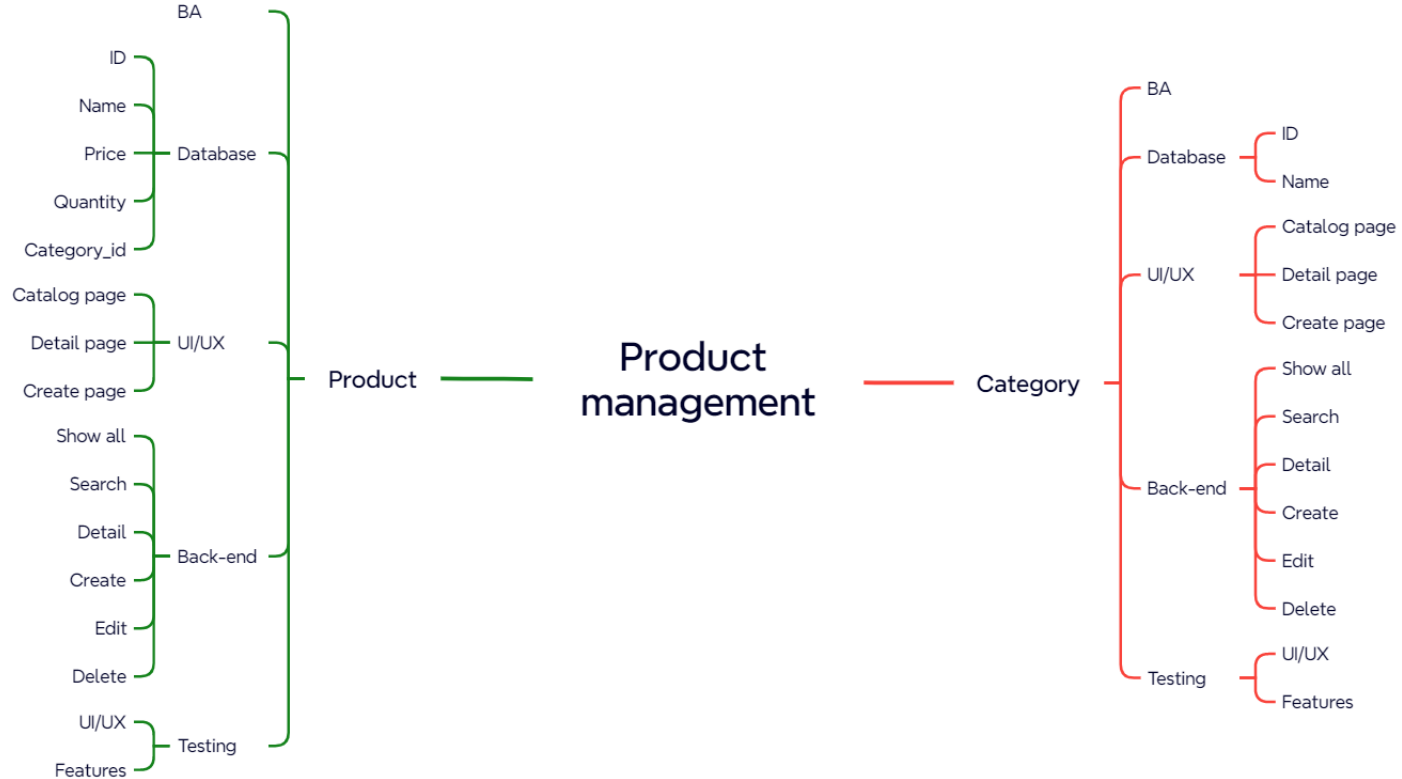 BA
ID
Name
Price
Database
Quantity
Category_id
Catalog page
Detail page
UI/UX
Create page
Show all
Search
Detail
Back-end
Create
Edit
Delete
UI/UX
Testing
Features
Product
Product
management
Category
BA
Database
ID
Name
UI/UX
Catalog page
Detail page
Create page
Back-end
Show all
Search
Detail
Create
Edit
Delete
Testing
UI/UX
Features